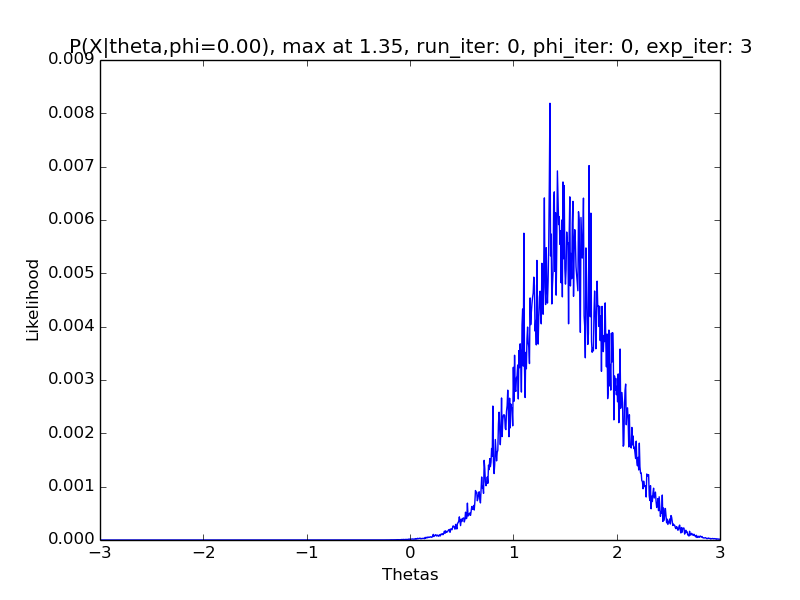 P(X|theta,phi=0.00), max at 1.35, run_iter: 0, phi_iter: 0, exp_iter: 3
0.009
0.008
0.007
0.006
0.005
0.004
0.003
0.002
0.001
0.000
Likelihood
−3 −2 −1 0 1 2 3
Thetas